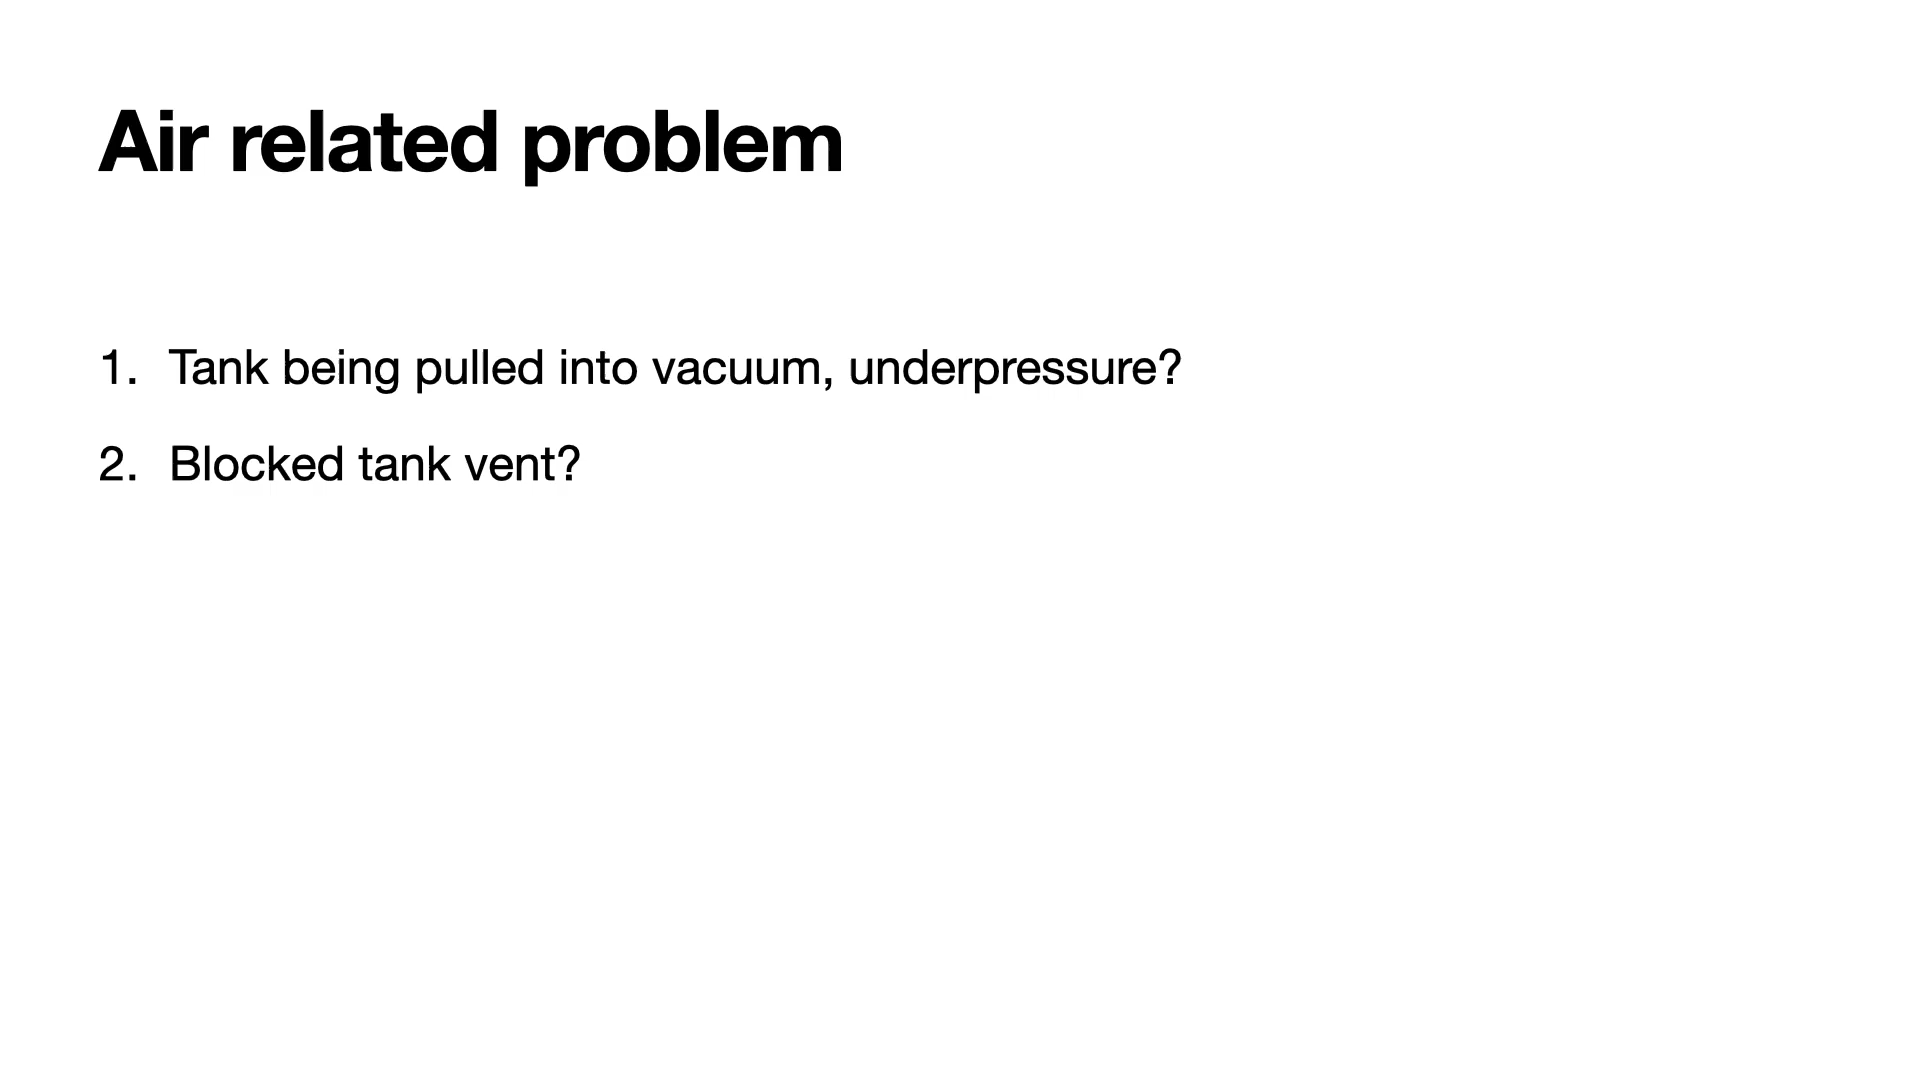 Air related problem
1. Tank being pulled into vacuum, underpressure?
2. Blocked tank vent?